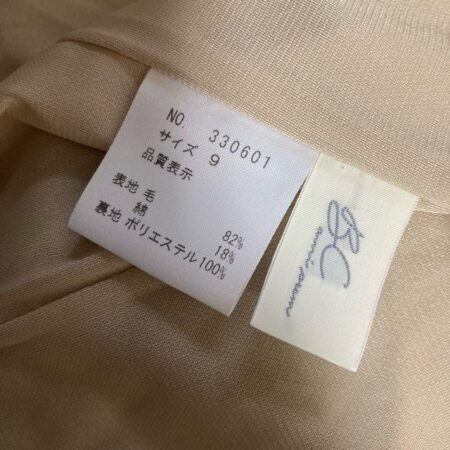 NO. 330601
サイズ 9
品質表示
表地 毛 82%
綿 18%
裏地 ポリエステル100%
BC